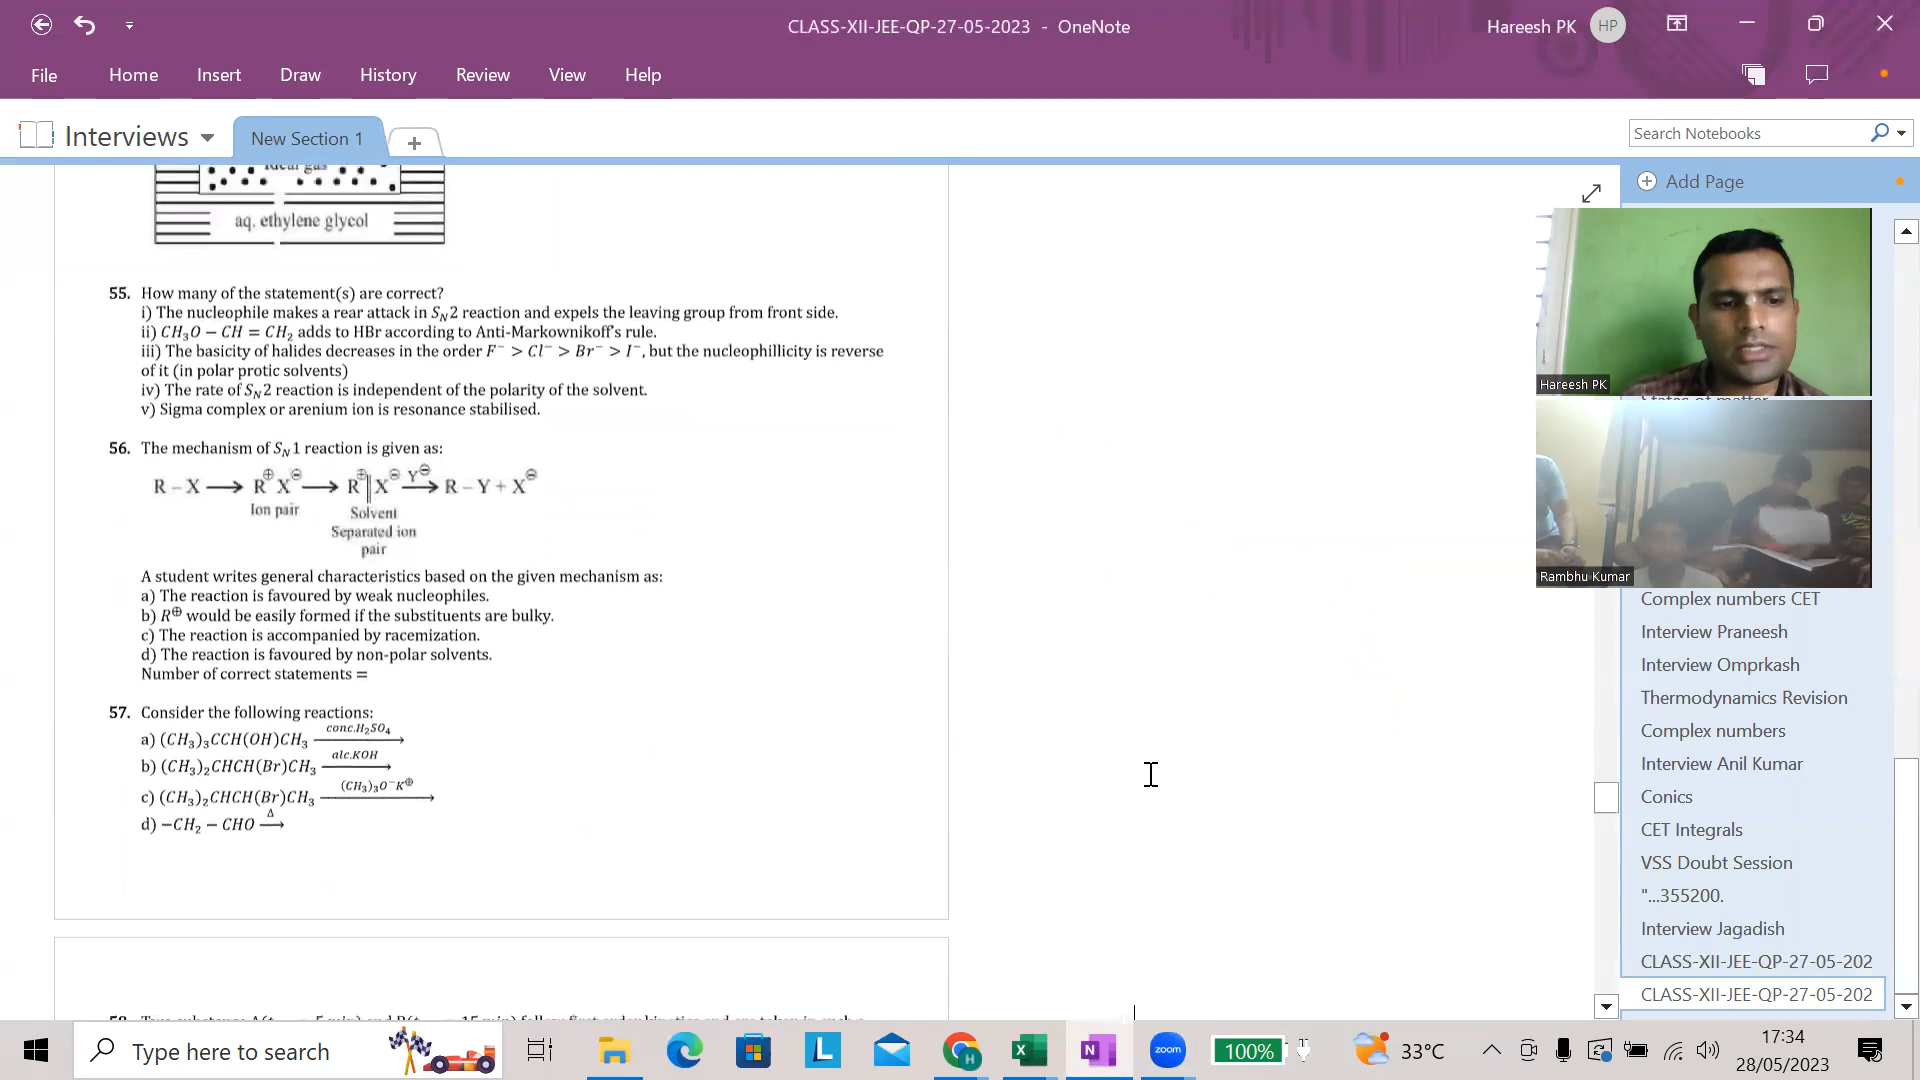 CLASS-XII-JEE-QP-27-05-2023 - OneNote
Hareesh PK
HP
File
Home
Insert
Draw
History
Review
View
Help
Interviews
New Section 1
Search Notebooks
Add Page
aq. ethylene glycol
55. How many of the statement(s) are correct?
i) The nucleophile makes a rear attack in S_N2 reaction and expels the leaving group from front side.
ii) CH₃O − CH = CH₂ adds to HBr according to Anti-Markownikoff's rule.
iii) The basicity of halides decreases in the order F⁻ > Cl⁻ > Br⁻ > I⁻, but the nucleophillicity is reverse
of it (in polar protic solvents)
iv) The rate of S_N2 reaction is independent of the polarity of the solvent.
v) Sigma complex or arenium ion is resonance stabilised.
56. The mechanism of S_N1 reaction is given as:
R – X ⟶ R⊕ X⊖ ⟶ R⊕ || X⊖ Y⊖ ⟶ R – Y + X⊖
Ion pair
Solvent
Separated ion
pair
A student writes general characteristics based on the given mechanism as:
a) The reaction is favoured by weak nucleophiles.
b) R⊕ would be easily formed if the substituents are bulky.
c) The reaction is accompanied by racemization.
d) The reaction is favoured by non-polar solvents.
Number of correct statements =
57. Consider the following reactions:
a) (CH₃)₃CCH(OH)CH₃ conc.H₂SO₄ ⟶
b) (CH₃)₂CHCH(Br)CH₃ alc.KOH ⟶
c) (CH₃)₂CHCH(Br)CH₃ (CH₃)₃O⁻K⊕ ⟶
d) −CH₂ − CHO Δ ⟶
Hareesh PK
Rambhu Kumar
Complex numbers CET
Interview Praneesh
Interview Omprkash
Thermodynamics Revision
Complex numbers
Interview Anil Kumar
Conics
CET Integrals
VSS Doubt Session
"...355200.
Interview Jagadish
CLASS-XII-JEE-QP-27-05-202
CLASS-XII-JEE-QP-27-05-202
Type here to search
L
zoom
100%
33°C
17:34
28/05/2023